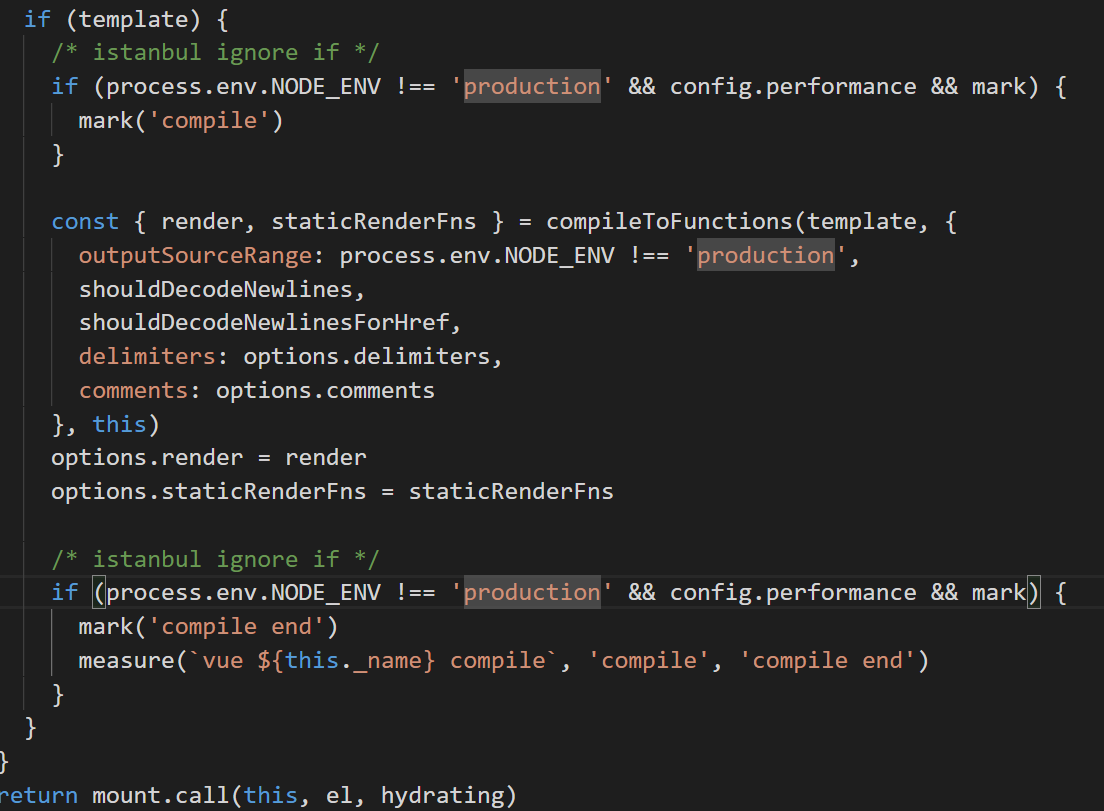 if (template) {
/* istanbul ignore if */
if (process.env.NODE_ENV !== 'production' && config.performance && mark) {
mark('compile')
}
const { render, staticRenderFns } = compileToFunctions(template, {
outputSourceRange: process.env.NODE_ENV !== 'production',
shouldDecodeNewlines,
shouldDecodeNewlinesForHref,
delimiters: options.delimiters,
comments: options.comments
}, this)
options.render = render
options.staticRenderFns = staticRenderFns
/* istanbul ignore if */
if (process.env.NODE_ENV !== 'production' && config.performance && mark) {
mark('compile end')
measure(`vue ${this._name} compile`, 'compile', 'compile end')
}
}
}
return mount.call(this, el, hydrating)